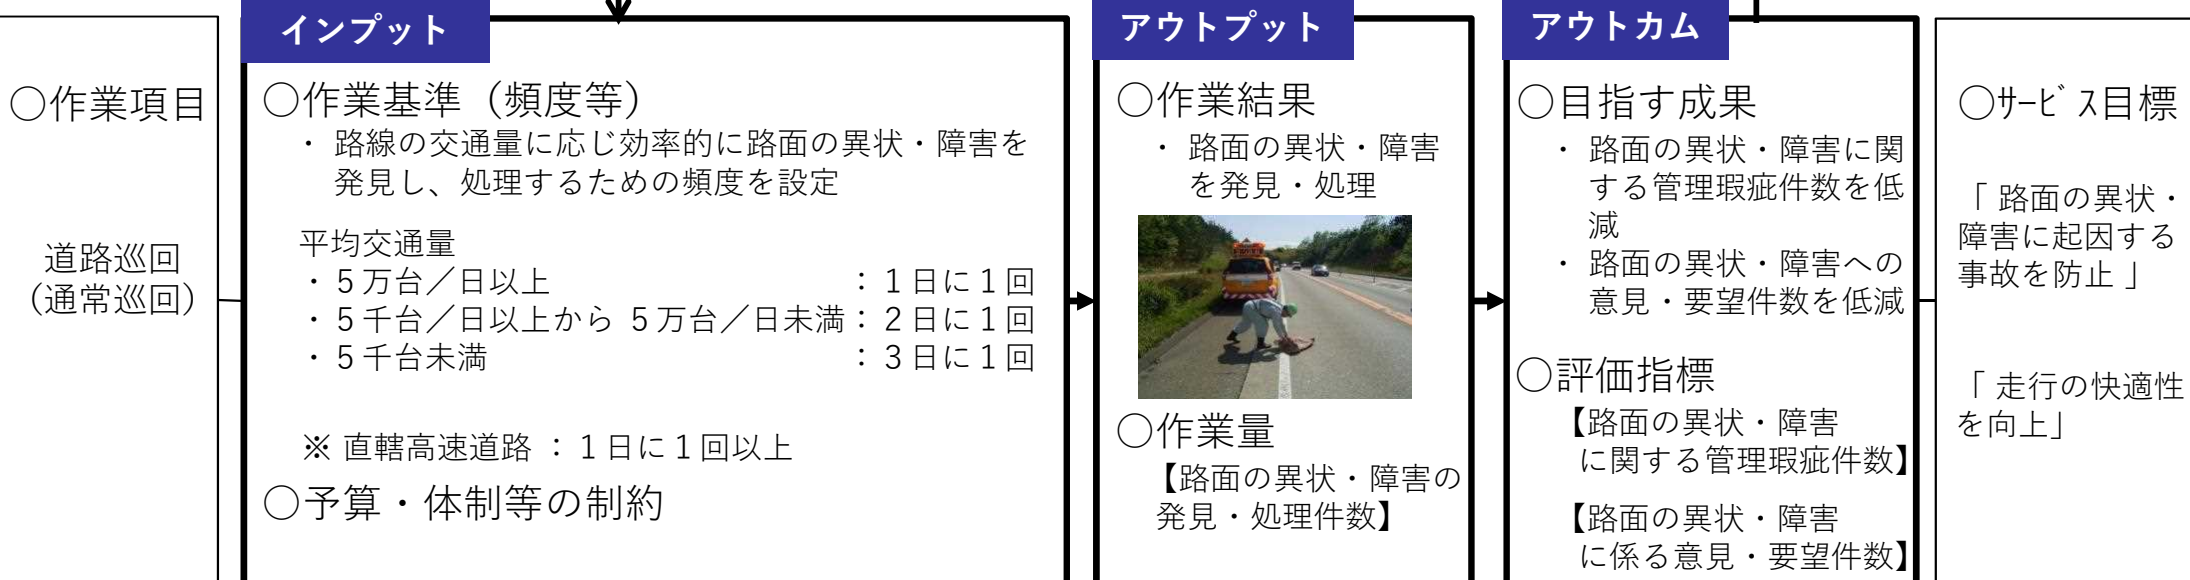 ○作業項目
道路巡回
(通常巡回)
インプット
○作業基準（頻度等）
・ 路線の交通量に応じ効率的に路面の異状・障害を
発見し、処理するための頻度を設定
平均交通量
・５万台／日以上 ：１日に１回
・５千台／日以上から ５万台／日未満：２日に１回
・５千台未満 ：３日に１回
※ 直轄高速道路 ：１日に１回以上
○予算・体制等の制約
アウトプット
○作業結果
・ 路面の異状・障害
を発見・処理
○作業量
【路面の異状・障害の
発見・処理件数】
アウトカム
○目指す成果
・ 路面の異状・障害に関
する管理瑕疵件数を低
減
・ 路面の異状・障害への
意見・要望件数を低減
○評価指標
【路面の異状・障害
に関する管理瑕疵件数】
【路面の異状・障害
に係る意見・要望件数】
○ｻｰﾋﾞｽ目標
「 路面の異状・
障害に起因する
事故を防止 」
「 走行の快適性
を向上」